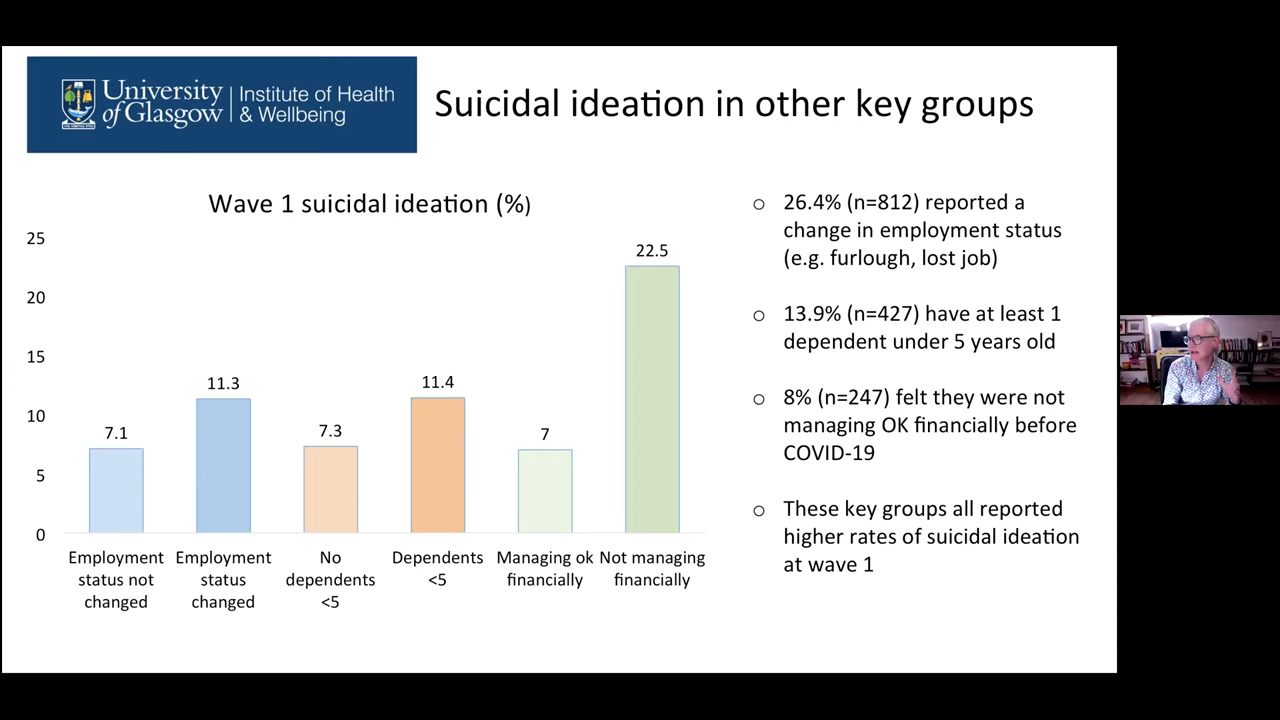 University
of Glasgow
Institute of Health
& Wellbeing
Suicidal ideation in other key groups
Wave 1 suicidal ideation (%)
25
20
15
10
5
0
7.1
11.3
7.3
11.4
7
22.5
Employment
status not
changed
Employment
status
changed
No
dependents
<5
Dependents
<5
Managing ok
financially
Not managing
financially
26.4% (n=812) reported a
change in employment status
(e.g. furlough, lost job)
13.9% (n=427) have at least 1
dependent under 5 years old
8% (n=247) felt they were not
managing OK financially before
COVID-19
These key groups all reported
higher rates of suicidal ideation
at wave 1